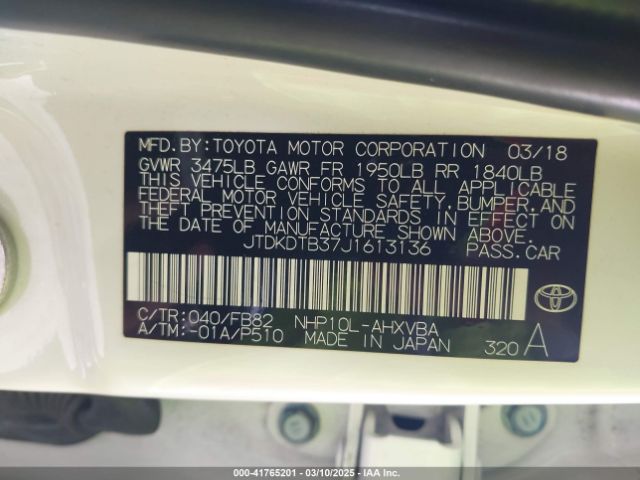 MFD.BY:TOYOTA MOTOR CORPORATION 03/18
GVWR 3475LB GAWR FR 1950LB RR 1840LB
THIS VEHICLE CONFORMS TO ALL APPLICABLE
FEDERAL MOTOR VEHICLE SAFETY,BUMPER,AND
THEFT PREVENTION STANDARDS IN EFFECT ON
THE DATE OF MANUFACTURE SHOWN ABOVE.
JTDKDTB37J1613136 PASS.CAR
C/TR:040/FB82 NHP10L-AHXVBA
A/TM:-01A/P510 MADE IN JAPAN 320 A
000-41765201 | 03/10/2025 - IAA Inc.